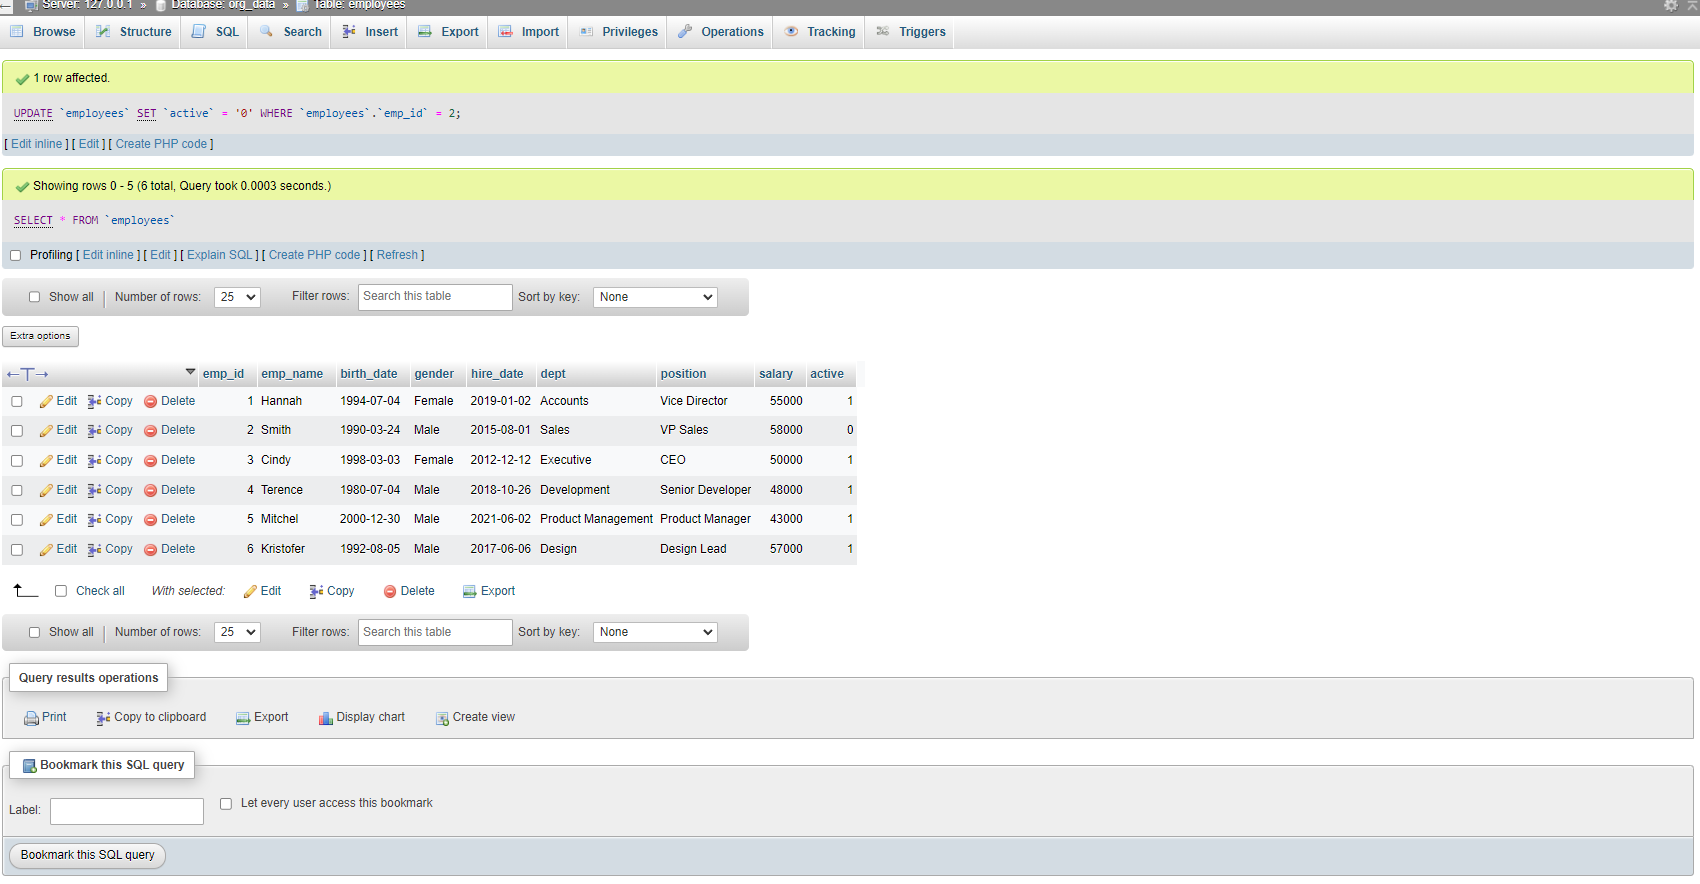 Server: 127.0.0.1 » Database: org_data » Table: employees
Browse Structure SQL Search Insert Export Import Privileges Operations Tracking Triggers
1 row affected.
UPDATE `employees` SET `active` = '0' WHERE `employees`.`emp_id` = 2;
[ Edit inline ] [ Edit ] [ Create PHP code ]
Showing rows 0 - 5 (6 total, Query took 0.0003 seconds.)
SELECT * FROM `employees`
Profiling [ Edit inline ] [ Edit ] [ Explain SQL ] [ Create PHP code ] [ Refresh ]
Show all | Number of rows: 25 Filter rows: Search this table Sort by key: None
Extra options
←T→ emp_id emp_name birth_date gender hire_date dept position salary active
Edit Copy Delete 1 Hannah 1994-07-04 Female 2019-01-02 Accounts Vice Director 55000 1
Edit Copy Delete 2 Smith 1990-03-24 Male 2015-08-01 Sales VP Sales 58000 0
Edit Copy Delete 3 Cindy 1998-03-03 Female 2012-12-12 Executive CEO 50000 1
Edit Copy Delete 4 Terence 1980-07-04 Male 2018-10-26 Development Senior Developer 48000 1
Edit Copy Delete 5 Mitchel 2000-12-30 Male 2021-06-02 Product Management Product Manager 43000 1
Edit Copy Delete 6 Kristofer 1992-08-05 Male 2017-06-06 Design Design Lead 57000 1
Check all With selected: Edit Copy Delete Export
Show all | Number of rows: 25 Filter rows: Search this table Sort by key: None
Query results operations
Print Copy to clipboard Export Display chart Create view
Bookmark this SQL query
Label: Let every user access this bookmark
Bookmark this SQL query